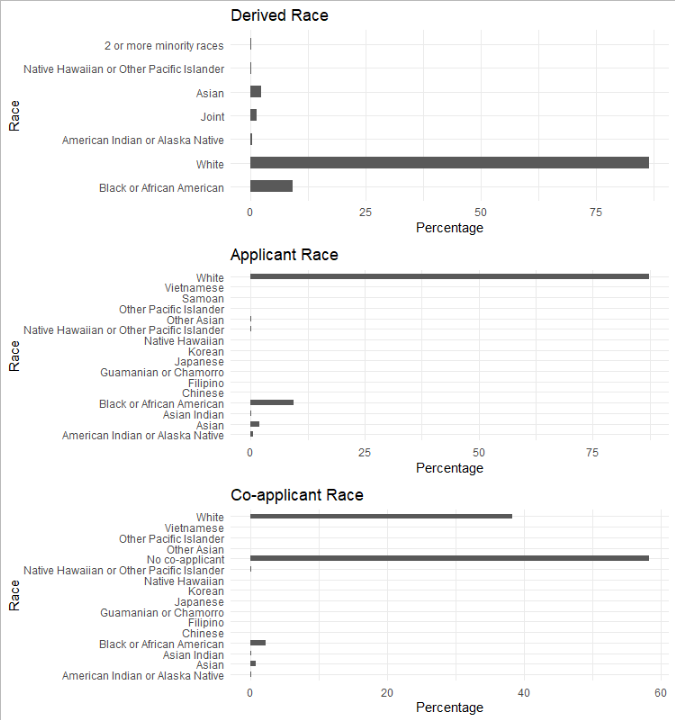 Derived Race
2 or more minority races
Native Hawaiian or Other Pacific Islander
Asian
Joint
American Indian or Alaska Native
White
Black or African American
Race
0 25 50 75
Percentage
Applicant Race
White
Vietnamese
Samoan
Other Pacific Islander
Other Asian
Native Hawaiian or Other Pacific Islander
Native Hawaiian
Korean
Japanese
Guamanian or Chamorro
Filipino
Chinese
Black or African American
Asian Indian
Asian
American Indian or Alaska Native
Race
0 25 50 75
Percentage
Co-applicant Race
White
Vietnamese
Other Pacific Islander
Other Asian
No co-applicant
Native Hawaiian or Other Pacific Islander
Native Hawaiian
Korean
Japanese
Guamanian or Chamorro
Filipino
Chinese
Black or African American
Asian Indian
Asian
American Indian or Alaska Native
Race
0 20 40 60
Percentage